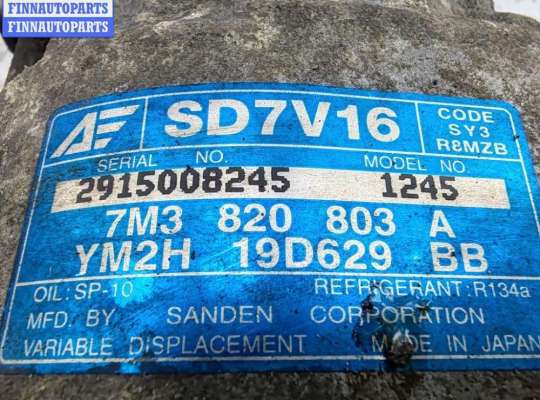 FINNAUTOPARTS
FINNAUTOPARTS
AE SD7V16 CODE
SY3
R8MZB
SERIAL NO. MODEL NO
2915008245 1245
7M3 820 803 A
YM2H 19D629 BB
OIL:SP-10 REFRIGERANT:R134a
MFD. BY SANDEN CORPORATION
VARIABLE DISPLACEMENT MADE IN JAPAN